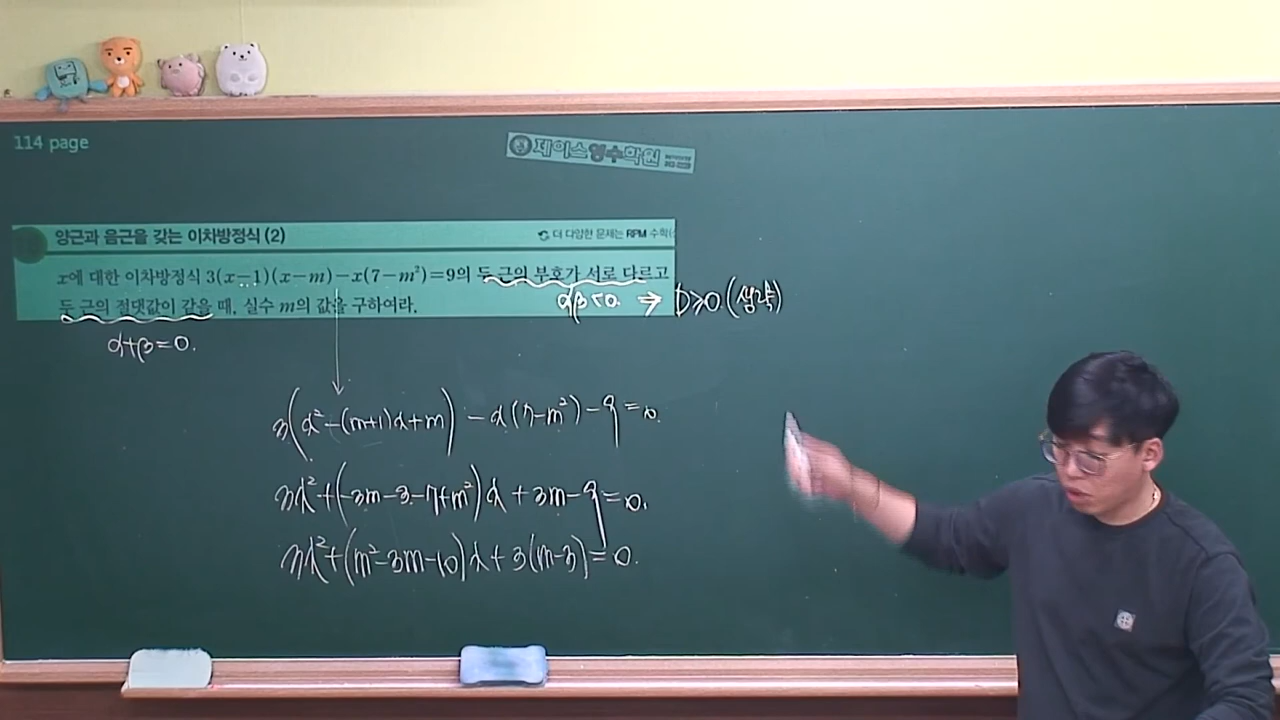 114 page
제이스영수학원
양근과 음근을 갖는 이차방정식 (2)
더 다양한 문제는 RPM 수학(
x에 대한 이차방정식 3(x-1)(x-m)-x(7-m²)=9의 두 근의 부호가 서로 다르고
두 근의 절댓값이 같을 때, 실수 m의 값을 구하여라.
αβ<0. ⇒ D≥0 (생략)
α+β=0.
3(x²-(m+1)x+m) - x(7-m²)-9=0.
3x²+(-3m-3-7+m²)x+3m-9=0.
3x²+(m²-3m-10)x+3(m-3)=0.